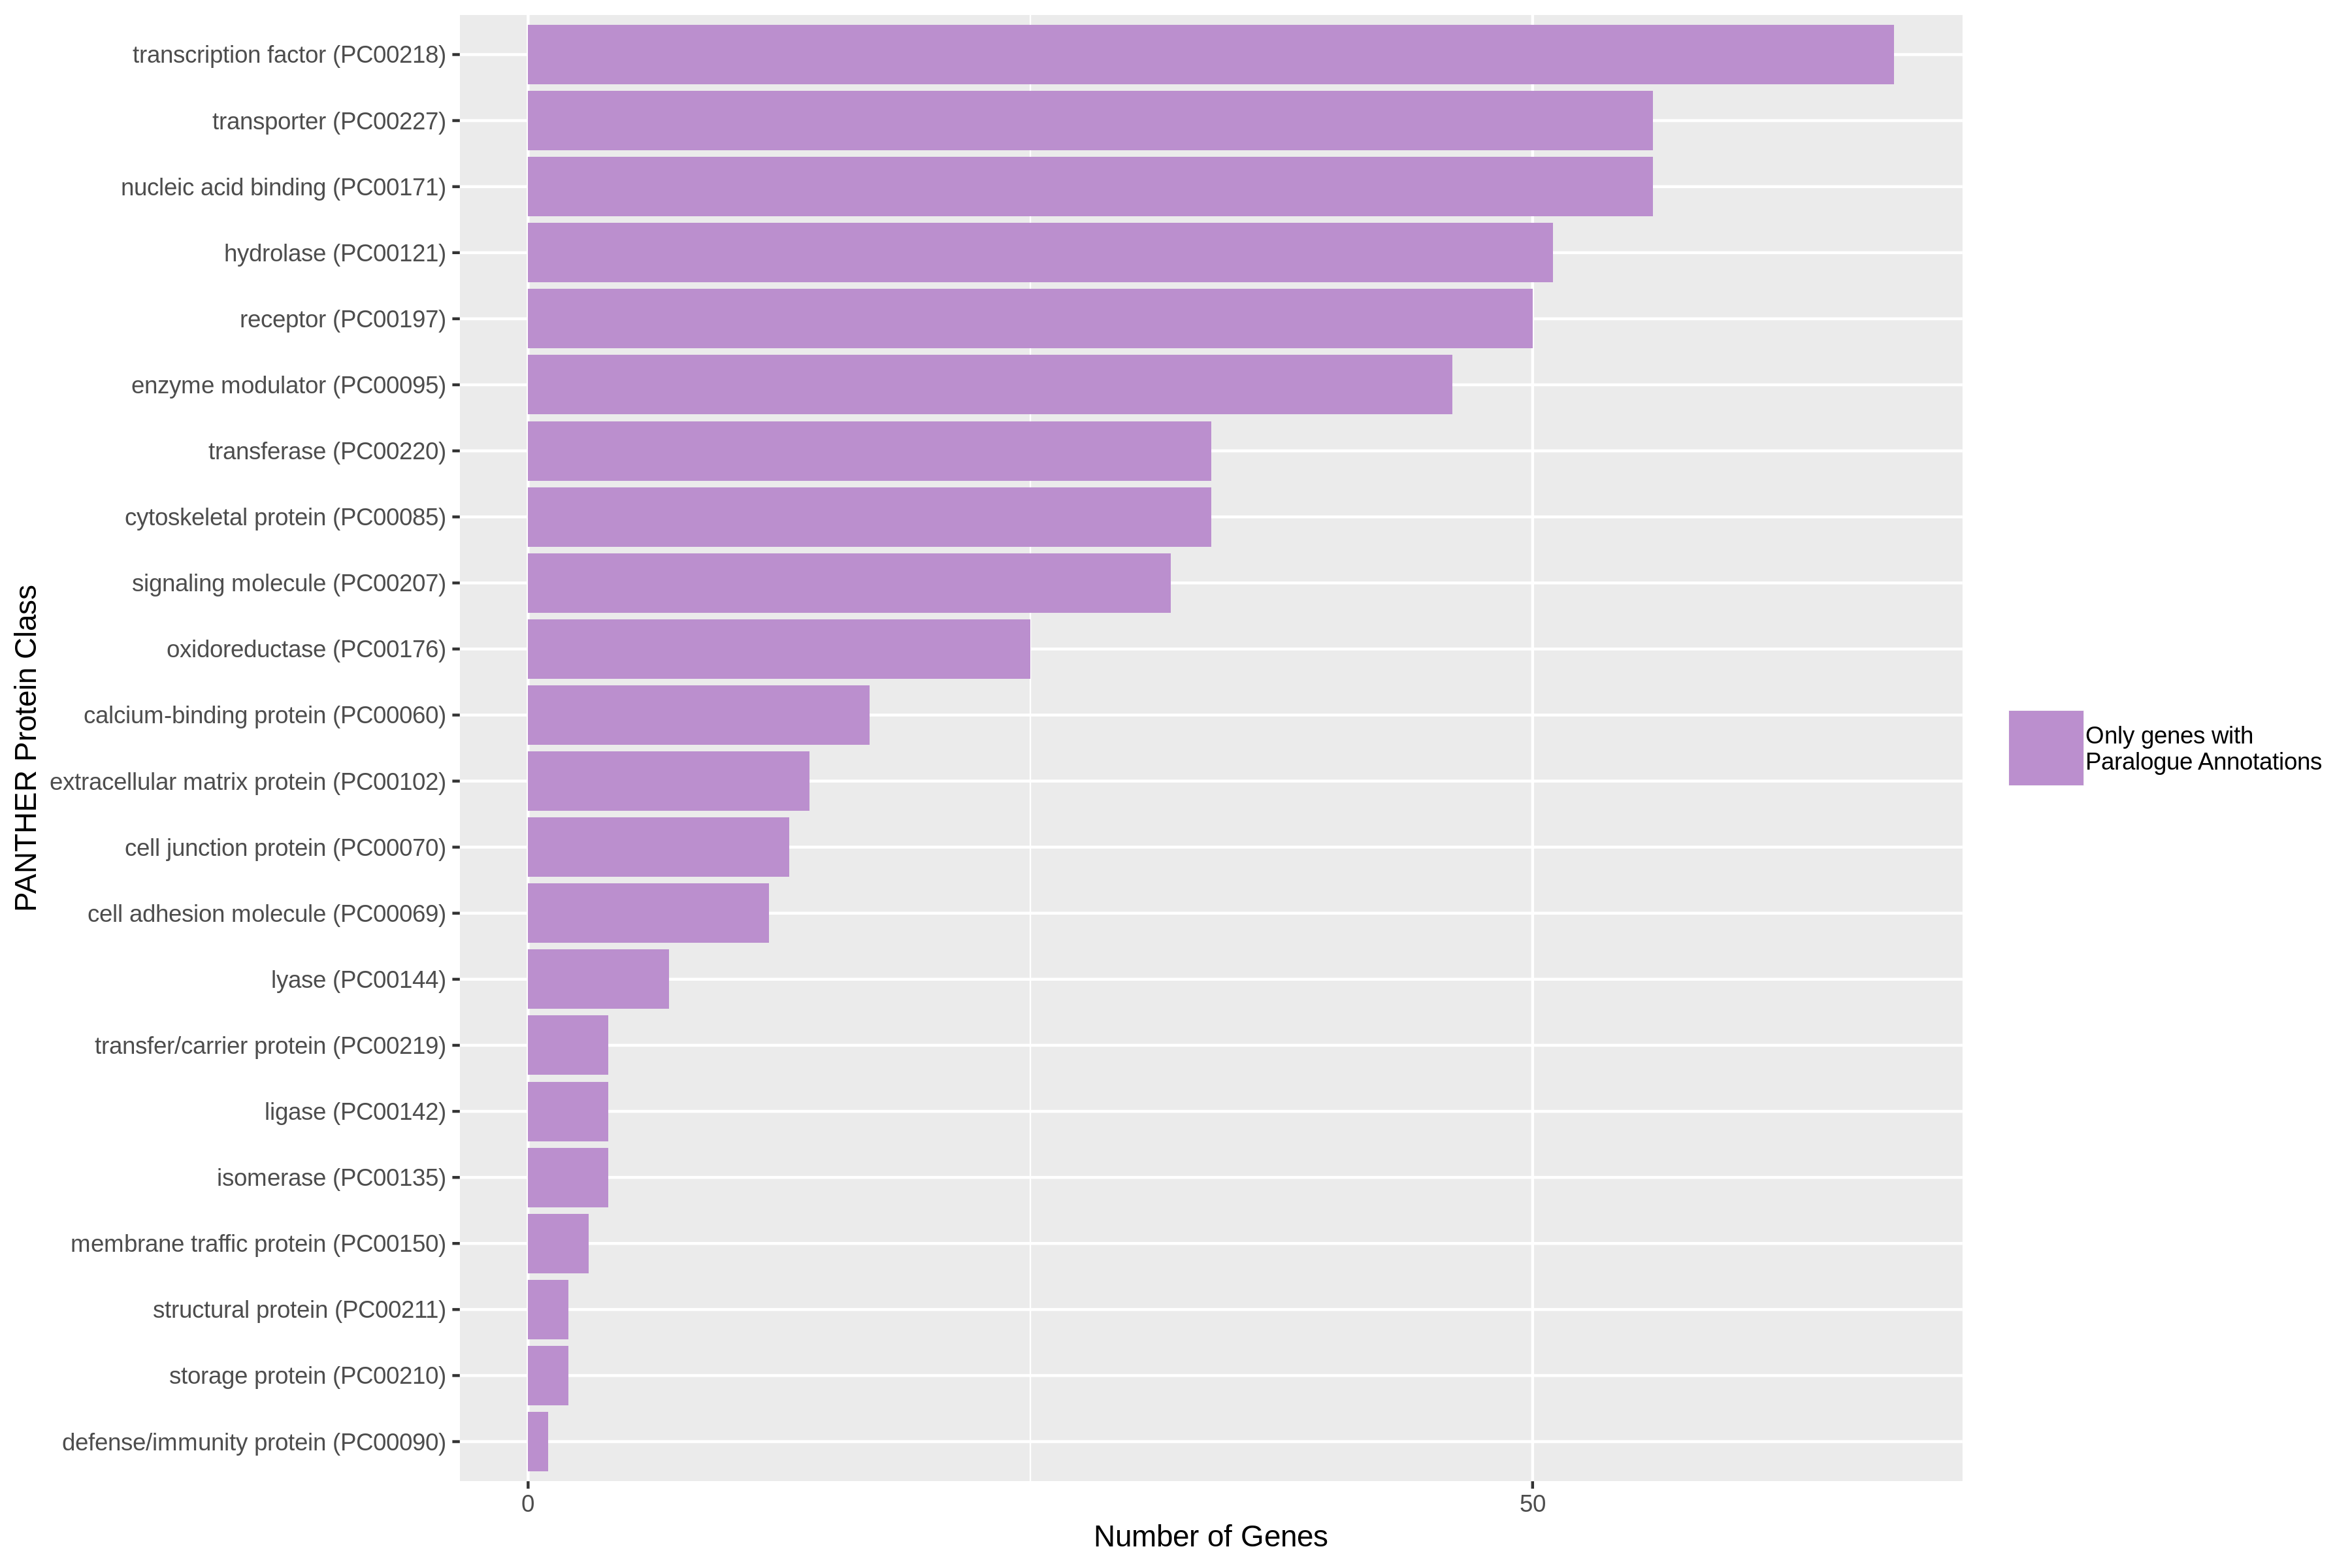 transcription factor (PC00218)
transporter (PC00227)
nucleic acid binding (PC00171)
hydrolase (PC00121)
receptor (PC00197)
enzyme modulator (PC00095)
transferase (PC00220)
cytoskeletal protein (PC00085)
signaling molecule (PC00207)
oxidoreductase (PC00176)
calcium-binding protein (PC00060)
extracellular matrix protein (PC00102)
cell junction protein (PC00070)
cell adhesion molecule (PC00069)
lyase (PC00144)
transfer/carrier protein (PC00219)
ligase (PC00142)
isomerase (PC00135)
membrane traffic protein (PC00150)
structural protein (PC00211)
storage protein (PC00210)
defense/immunity protein (PC00090)
PANTHER Protein Class
0
50
Number of Genes
Only genes with
Paralogue Annotations